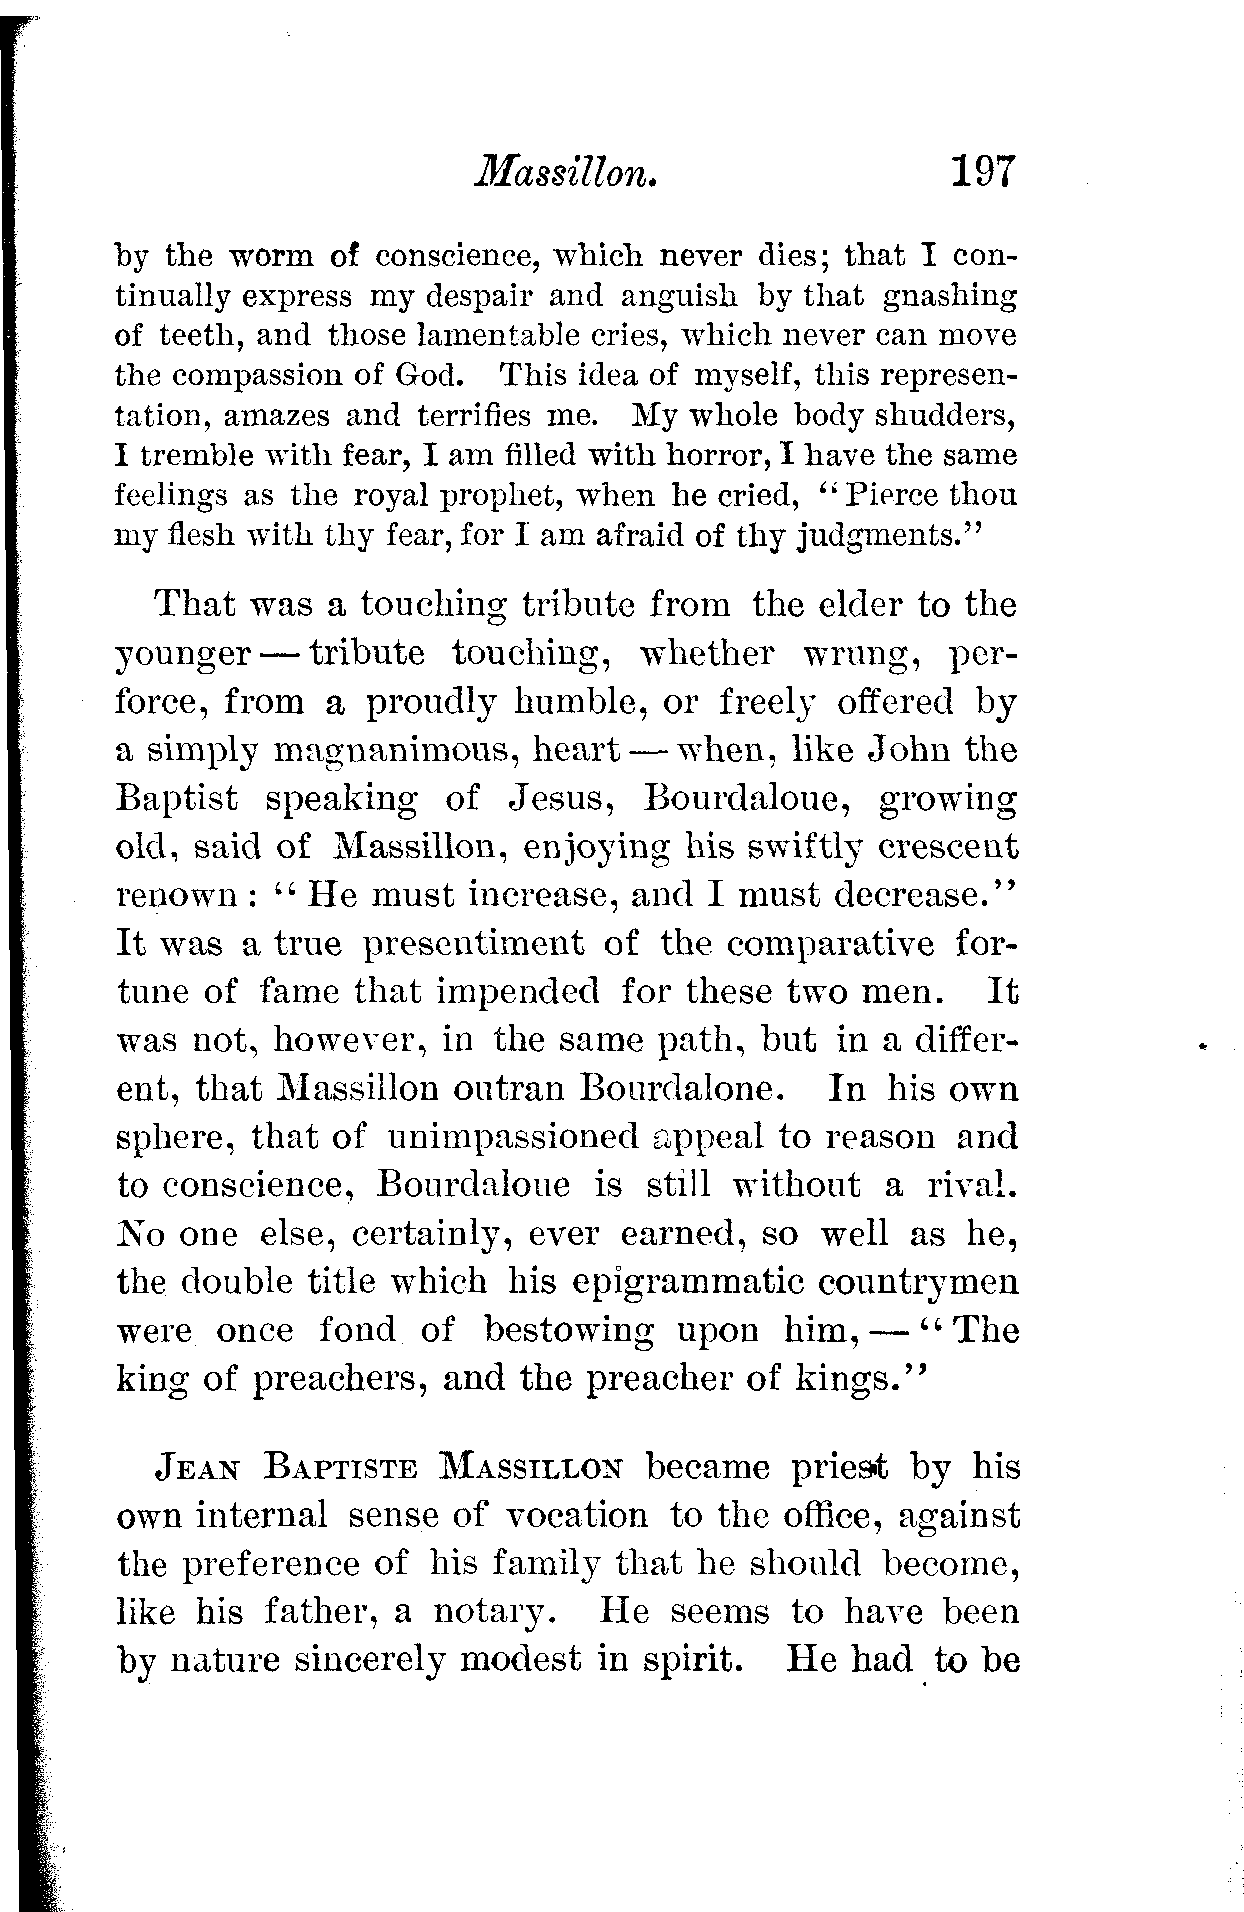 Massillon. 197
by the worm of conscience, which never dies; that I con-
tinually express my despair and anguish by that gnashing
of teeth, and those lamentable cries, which never can move
the compassion of God. This idea of myself, this represen-
tation, amazes and terrifies me. My whole body shudders,
I tremble with fear, I am filled with horror, I have the same
feelings as the royal prophet, when he cried, “Pierce thou
my flesh with thy fear, for I am afraid of thy judgments.”
That was a touching tribute from the elder to the
younger — tribute touching, whether wrung, per-
force, from a proudly humble, or freely offered by
a simply magnanimous, heart — when, like John the
Baptist speaking of Jesus, Bourdaloue, growing
old, said of Massillon, enjoying his swiftly crescent
renown : “ He must increase, and I must decrease.”
It was a true presentiment of the comparative for-
tune of fame that impended for these two men. It
was not, however, in the same path, but in a differ-
ent, that Massillon outran Bourdalone. In his own
sphere, that of unimpassioned appeal to reason and
to conscience, Bourdaloue is still without a rival.
No one else, certainly, ever earned, so well as he,
the double title which his epigrammatic countrymen
were once fond of bestowing upon him, — “ The
king of preachers, and the preacher of kings.”
JEAN BAPTISTE MASSILLON became priest by his
own internal sense of vocation to the office, against
the preference of his family that he should become,
like his father, a notary. He seems to have been
by nature sincerely modest in spirit. He had to be